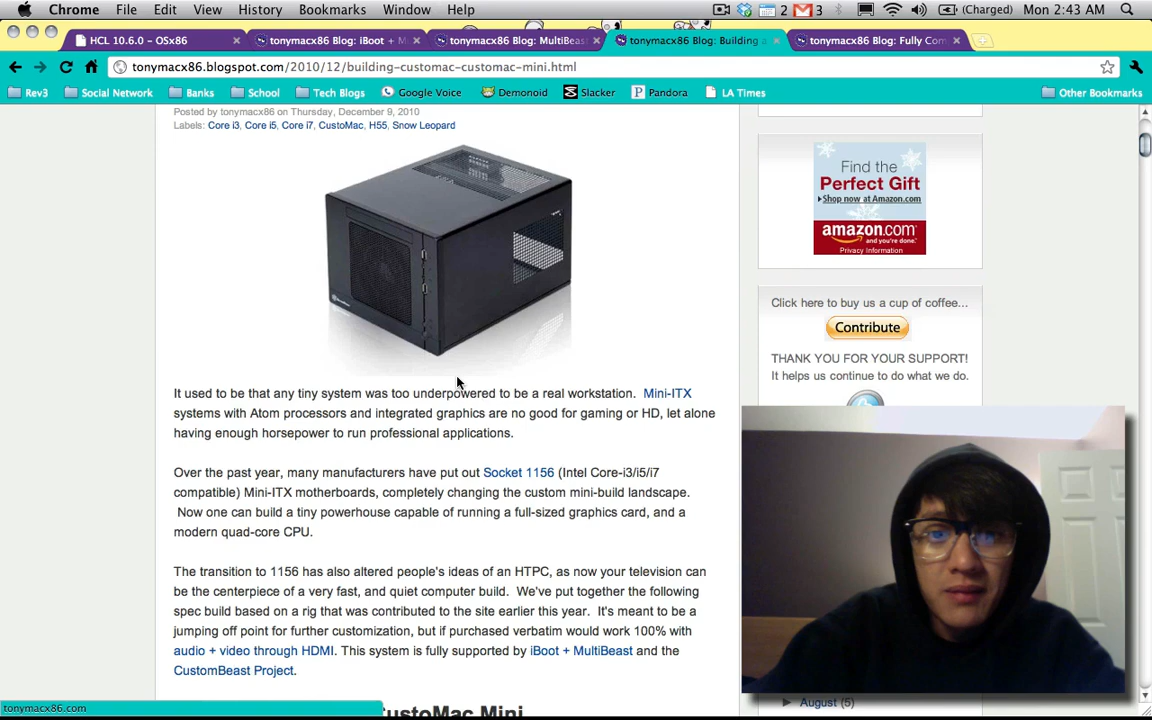 Chrome File Edit View History Bookmarks Window Help 2 3 (Charged) Mon 2:43 AM
HCL 10.6.0 – OSx86 tonymacx86 Blog: iBoot + M tonymacx86 Blog: MultiBeas tonymacx86 Blog: Building tonymacx86 Blog: Fully Com
tonymacx86.blogspot.com/2010/12/building-customac-customac-mini.html
Rev3 Social Network Banks School Tech Blogs Google Voice Demonoid Slacker Pandora LA Times Other Bookmarks
Posted by tonymacx86 on Thursday, December 9, 2010
Labels: Core i3, Core i5, Core i7, CustoMac, H55, Snow Leopard
It used to be that any tiny system was too underpowered to be a real workstation. Mini-ITX
systems with Atom processors and integrated graphics are no good for gaming or HD, let alone
having enough horsepower to run professional applications.
Over the past year, many manufacturers have put out Socket 1156 (Intel Core-i3/i5/i7
compatible) Mini-ITX motherboards, completely changing the custom mini-build landscape.
Now one can build a tiny powerhouse capable of running a full-sized graphics card, and a
modern quad-core CPU.
The transition to 1156 has also altered people's ideas of an HTPC, as now your television can
be the centerpiece of a very fast, and quiet computer build. We've put together the following
spec build based on a rig that was contributed to the site earlier this year. It's meant to be a
jumping off point for further customization, but if purchased verbatim would work 100% with
audio + video through HDMI. This system is fully supported by iBoot + MultiBeast and the
CustomBeast Project.
CustoMac Mini
Find the
Perfect Gift
Shop now at Amazon.com
amazon.com
and you're done.
Privacy Information
Click here to buy us a cup of coffee...
Contribute
THANK YOU FOR YOUR SUPPORT!
It helps us continue to do what we do.
August (5)
tonymacx86.com